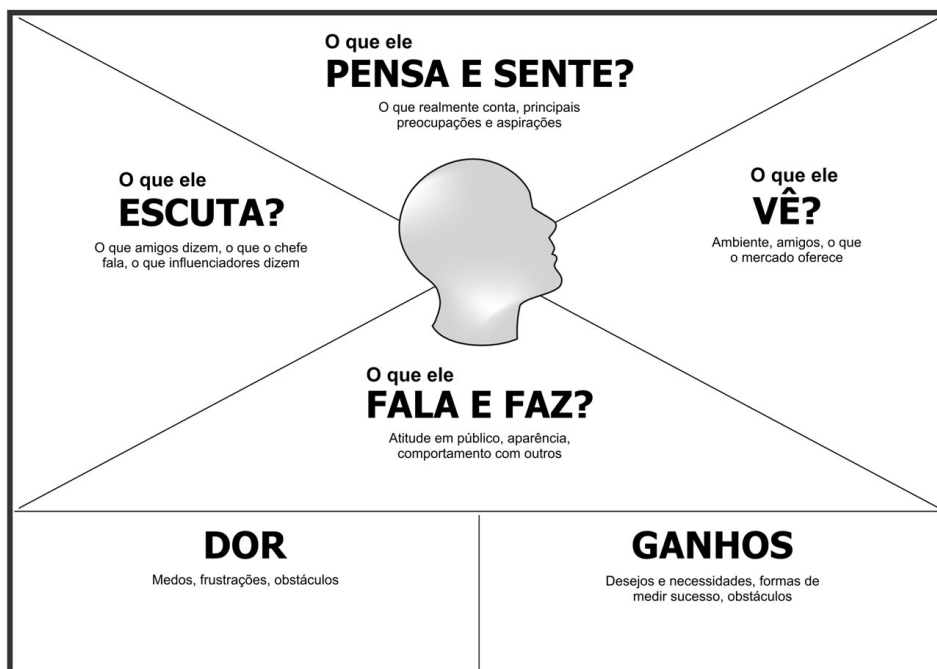 O que ele
PENSA E SENTE?
O que realmente conta, principais
preocupações e aspirações
O que ele
ESCUTA?
O que amigos dizem, o que o chefe
fala, o que influenciadores dizem
O que ele
VÊ?
Ambiente, amigos, o que
o mercado oferece
O que ele
FALA E FAZ?
Atitude em público, aparência,
comportamento com outros
DOR
Medos, frustrações, obstáculos
GANHOS
Desejos e necessidades, formas de
medir sucesso, obstáculos